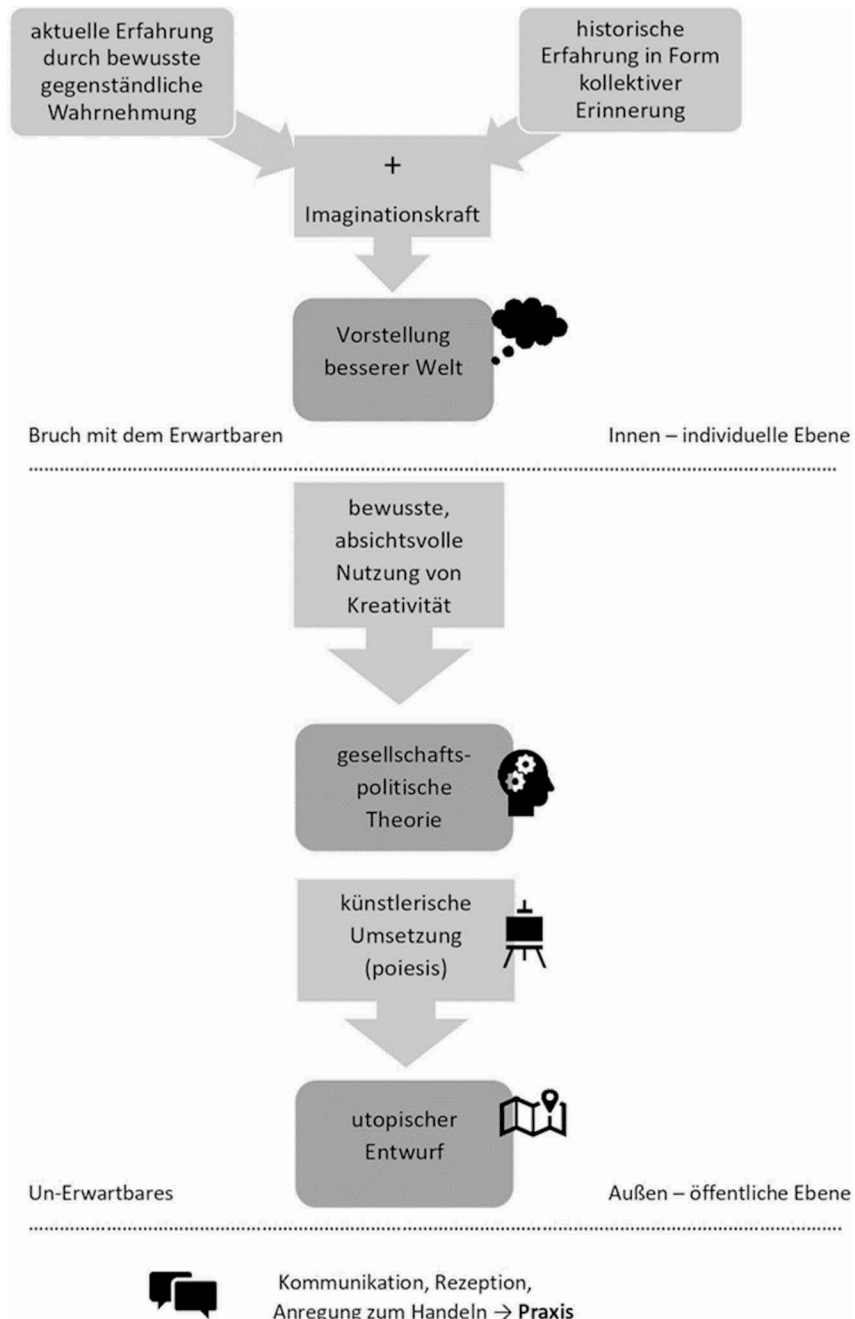 aktuelle Erfahrung
durch bewusste
gegenständliche
Wahrnehmung
historische
Erfahrung in Form
kollektiver
Erinnerung
+
Imaginationskraft
Vorstellung
besserer Welt
Bruch mit dem Erwartbaren
Innen – individuelle Ebene
bewusste,
absichtsvolle
Nutzung von
Kreativität
gesellschafts-
politische
Theorie
künstlerische
Umsetzung
(poiesis)
utopischer
Entwurf
Un-Erwartbares
Außen – öffentliche Ebene
Kommunikation, Rezeption,
Anregung zum Handeln → Praxis